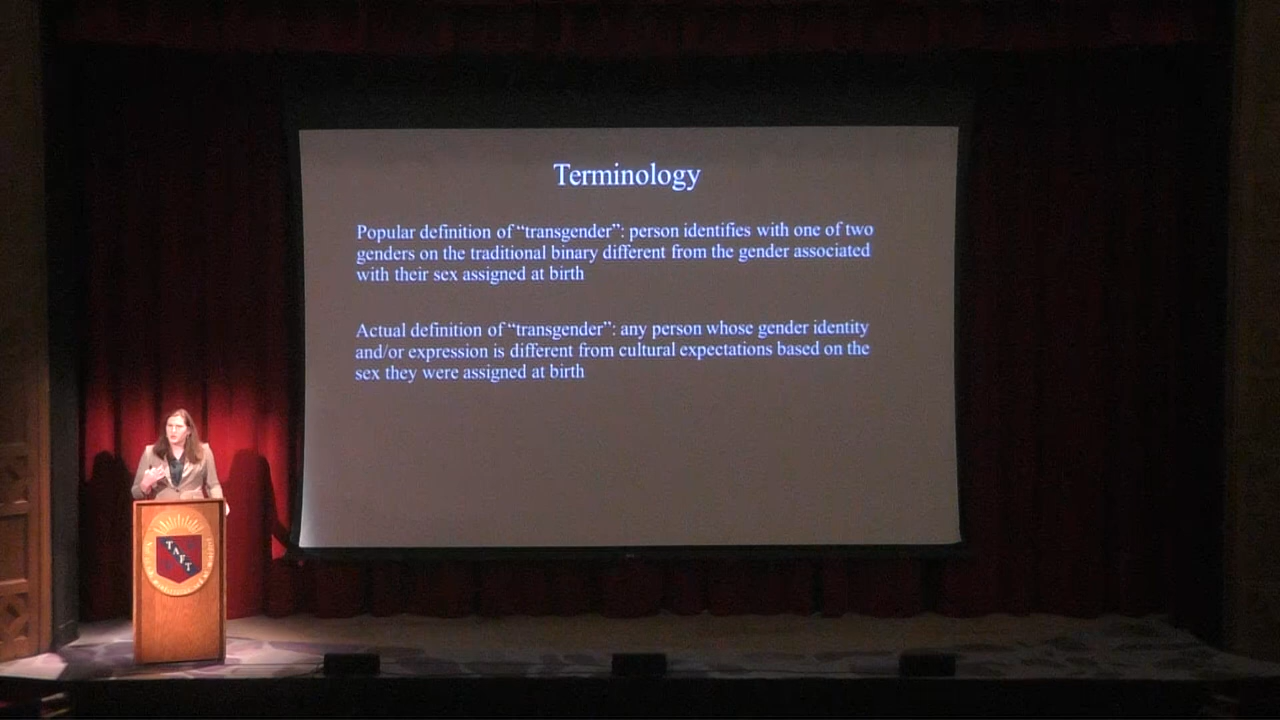 Terminology
Popular definition of “transgender”: person identifies with one of two
genders on the traditional binary different from the gender associated
with their sex assigned at birth
Actual definition of “transgender”: any person whose gender identity
and/or expression is different from cultural expectations based on the
sex they were assigned at birth
TAFT